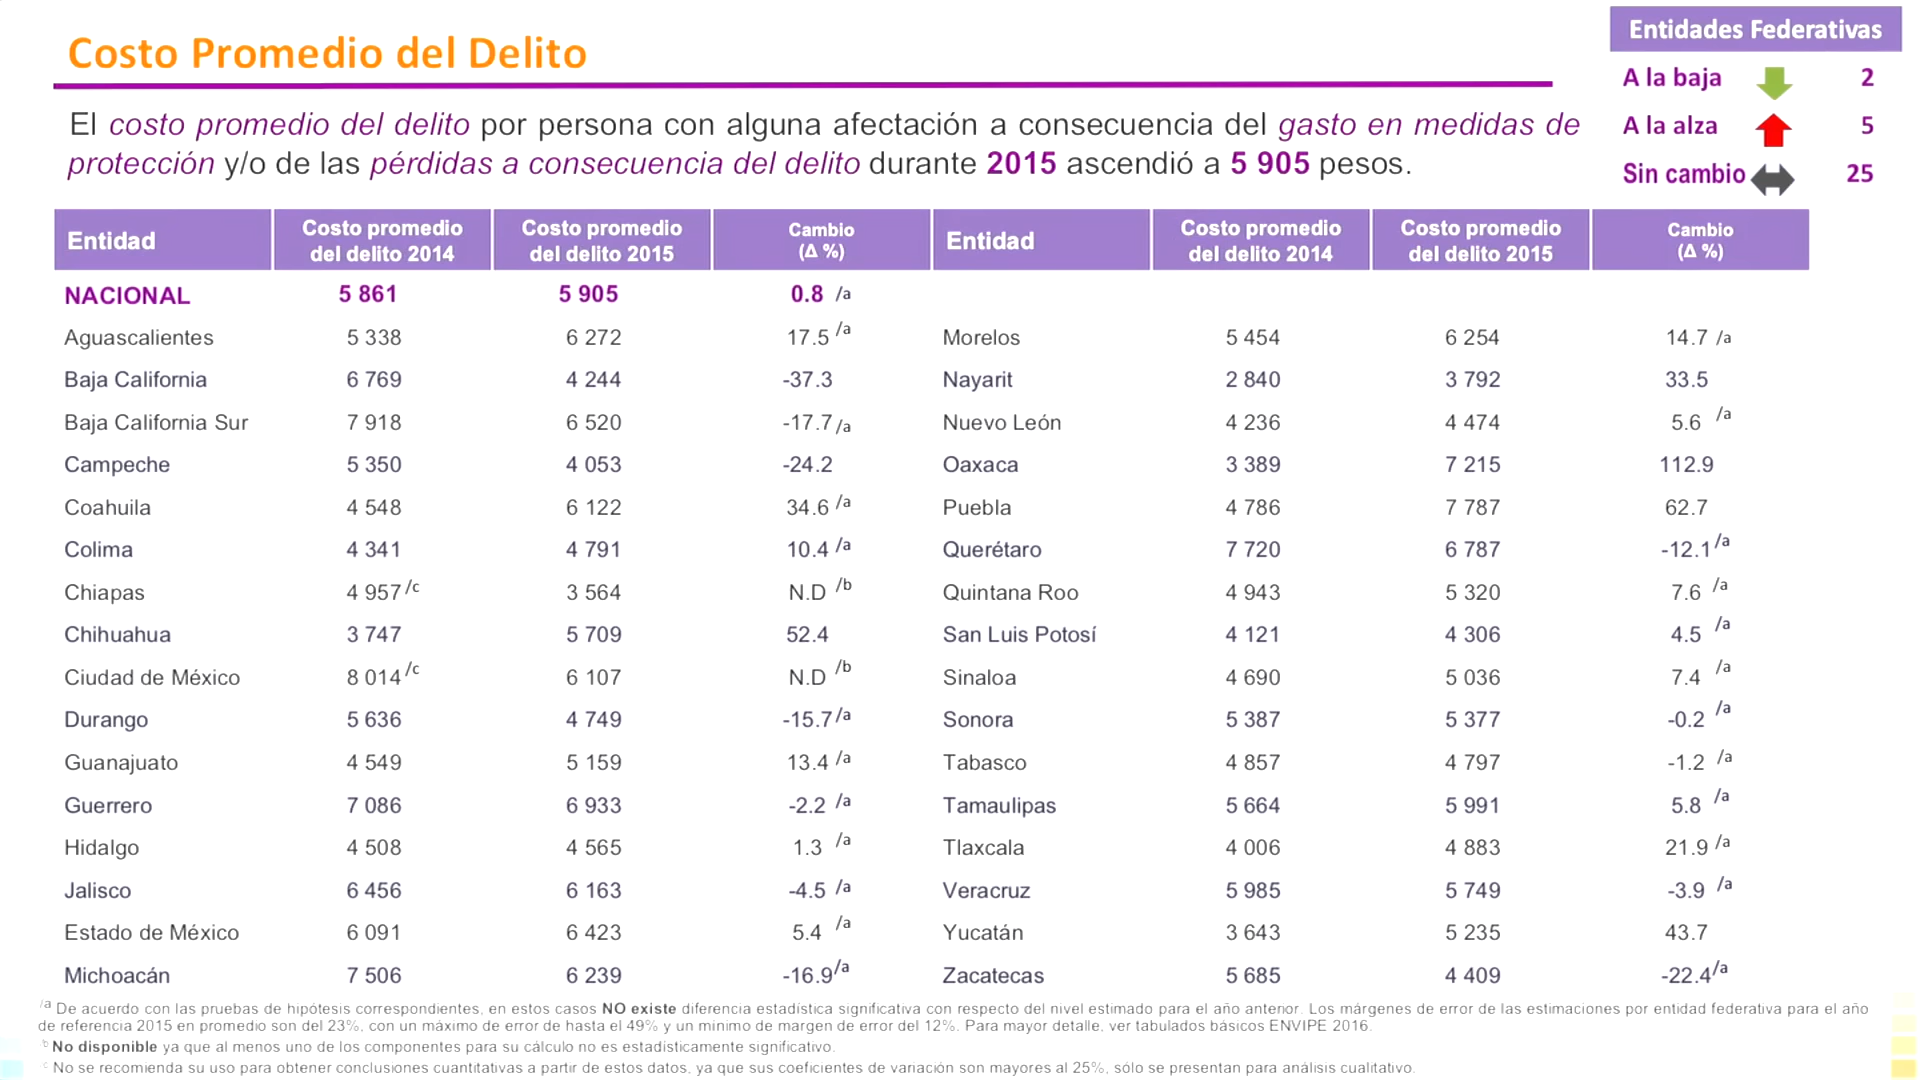 Costo Promedio del Delito
Entidades Federativas
A la baja 2
A la alza 5
Sin cambio 25
El costo promedio del delito por persona con alguna afectación a consecuencia del gasto en medidas de
protección y/o de las pérdidas a consecuencia del delito durante 2015 ascendió a 5 905 pesos.
Entidad Costo promedio del delito 2014 Costo promedio del delito 2015 Cambio (Δ %) Entidad Costo promedio del delito 2014 Costo promedio del delito 2015 Cambio (Δ %)
NACIONAL 5 861 5 905 0.8 /a
Aguascalientes 5 338 6 272 17.5 /a Morelos 5 454 6 254 14.7 /a
Baja California 6 769 4 244 -37.3 Nayarit 2 840 3 792 33.5
Baja California Sur 7 918 6 520 -17.7 /a Nuevo León 4 236 4 474 5.6 /a
Campeche 5 350 4 053 -24.2 Oaxaca 3 389 7 215 112.9
Coahuila 4 548 6 122 34.6 /a Puebla 4 786 7 787 62.7
Colima 4 341 4 791 10.4 /a Querétaro 7 720 6 787 -12.1 /a
Chiapas 4 957 /c 3 564 N.D /b Quintana Roo 4 943 5 320 7.6 /a
Chihuahua 3 747 5 709 52.4 San Luis Potosí 4 121 4 306 4.5 /a
Ciudad de México 8 014 /c 6 107 N.D /b Sinaloa 4 690 5 036 7.4 /a
Durango 5 636 4 749 -15.7 /a Sonora 5 387 5 377 -0.2 /a
Guanajuato 4 549 5 159 13.4 /a Tabasco 4 857 4 797 -1.2 /a
Guerrero 7 086 6 933 -2.2 /a Tamaulipas 5 664 5 991 5.8 /a
Hidalgo 4 508 4 565 1.3 /a Tlaxcala 4 006 4 883 21.9 /a
Jalisco 6 456 6 163 -4.5 /a Veracruz 5 985 5 749 -3.9 /a
Estado de México 6 091 6 423 5.4 /a Yucatán 3 643 5 235 43.7
Michoacán 7 506 6 239 -16.9 /a Zacatecas 5 685 4 409 -22.4 /a
/a De acuerdo con las pruebas de hipótesis correspondientes, en estos casos NO existe diferencia estadística significativa con respecto del nivel estimado para el año anterior. Los márgenes de error de las estimaciones por entidad federativa para el año
de referencia 2015 en promedio son del 23%, con un máximo de error de hasta el 49% y un mínimo de margen de error del 12%. Para mayor detalle, ver tabulados básicos ENVIPE 2016.
b No disponible ya que al menos uno de los componentes para su cálculo no es estadísticamente significativo.
c No se recomienda su uso para obtener conclusiones cuantitativas a partir de estos datos, ya que sus coeficientes de variación son mayores al 25%, sólo se presentan para análisis cualitativo.